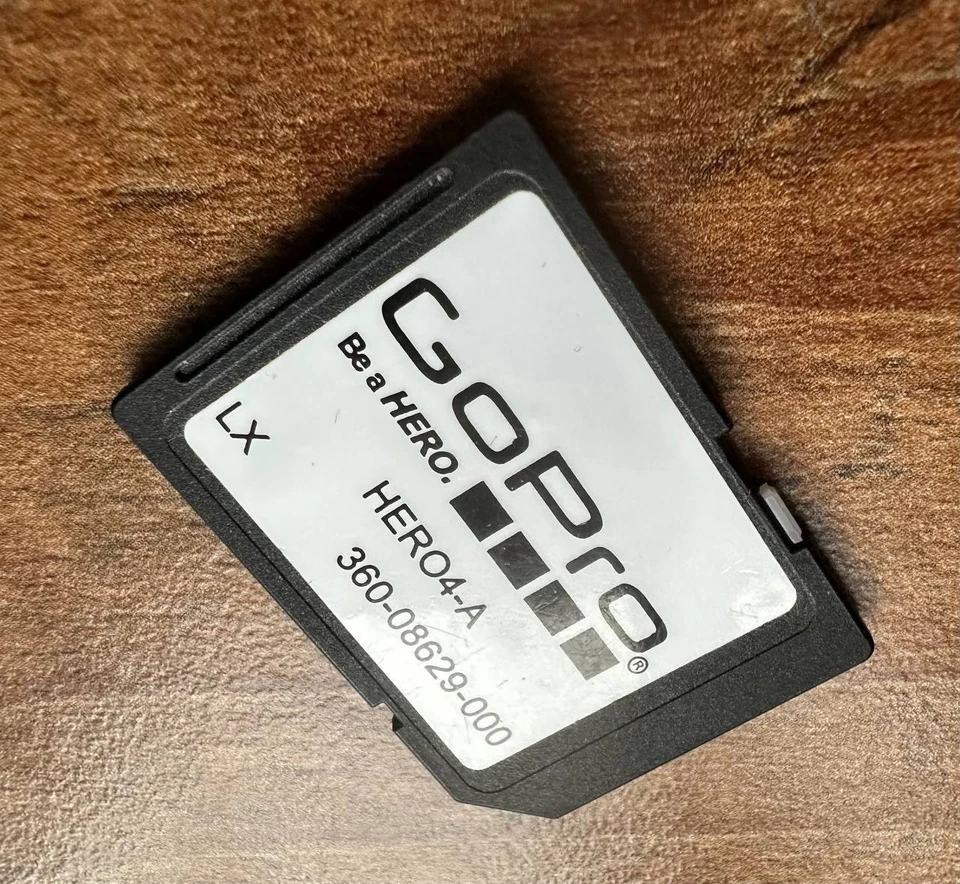 GoPro®
Be a HERO.
HERO4-A
360-08629-000
LX